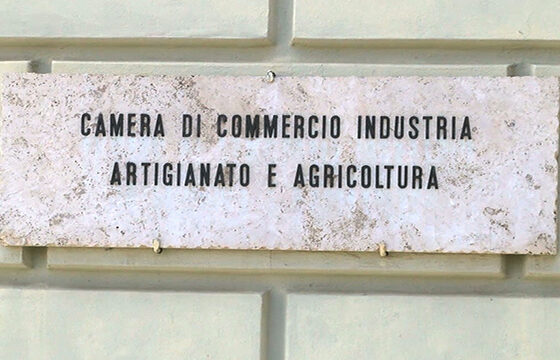 CAMERA DI COMMERCIO INDUSTRIA
ARTIGIANATO E AGRICOLTURA